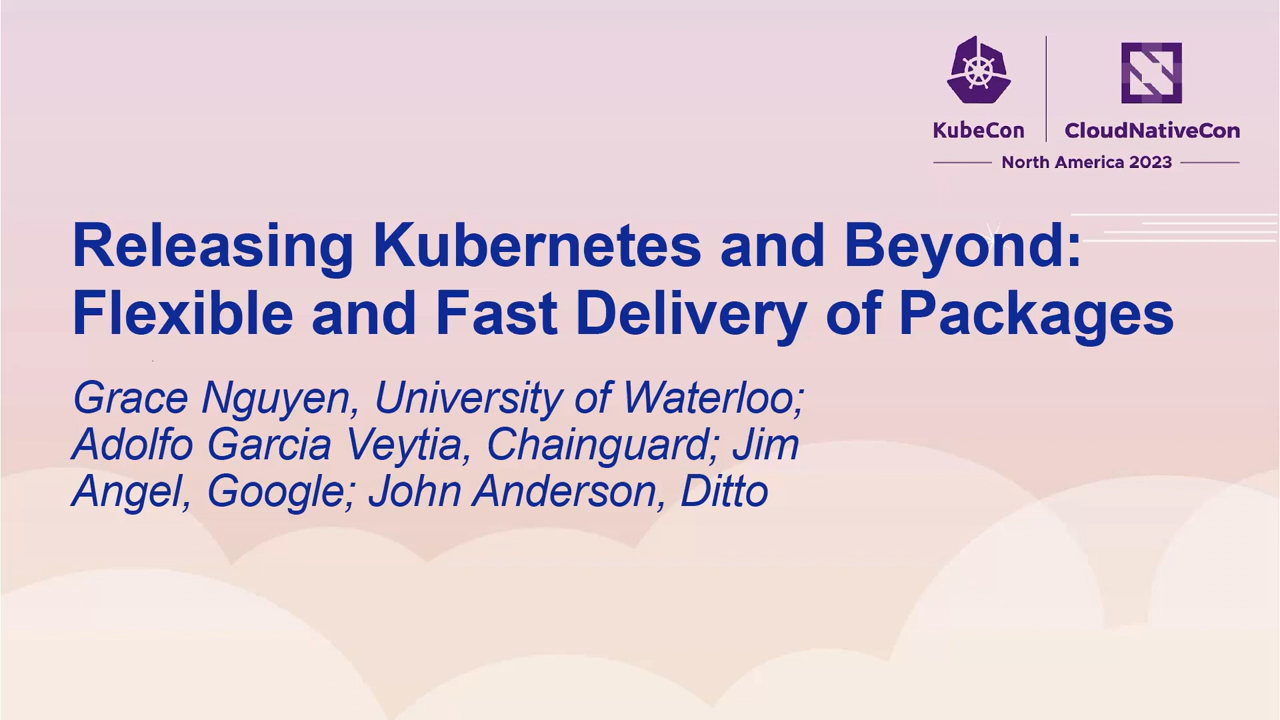 KubeCon
CloudNativeCon
North America 2023
Releasing Kubernetes and Beyond:
Flexible and Fast Delivery of Packages
Grace Nguyen, University of Waterloo;
Adolfo Garcia Veytia, Chainguard; Jim
Angel, Google; John Anderson, Ditto